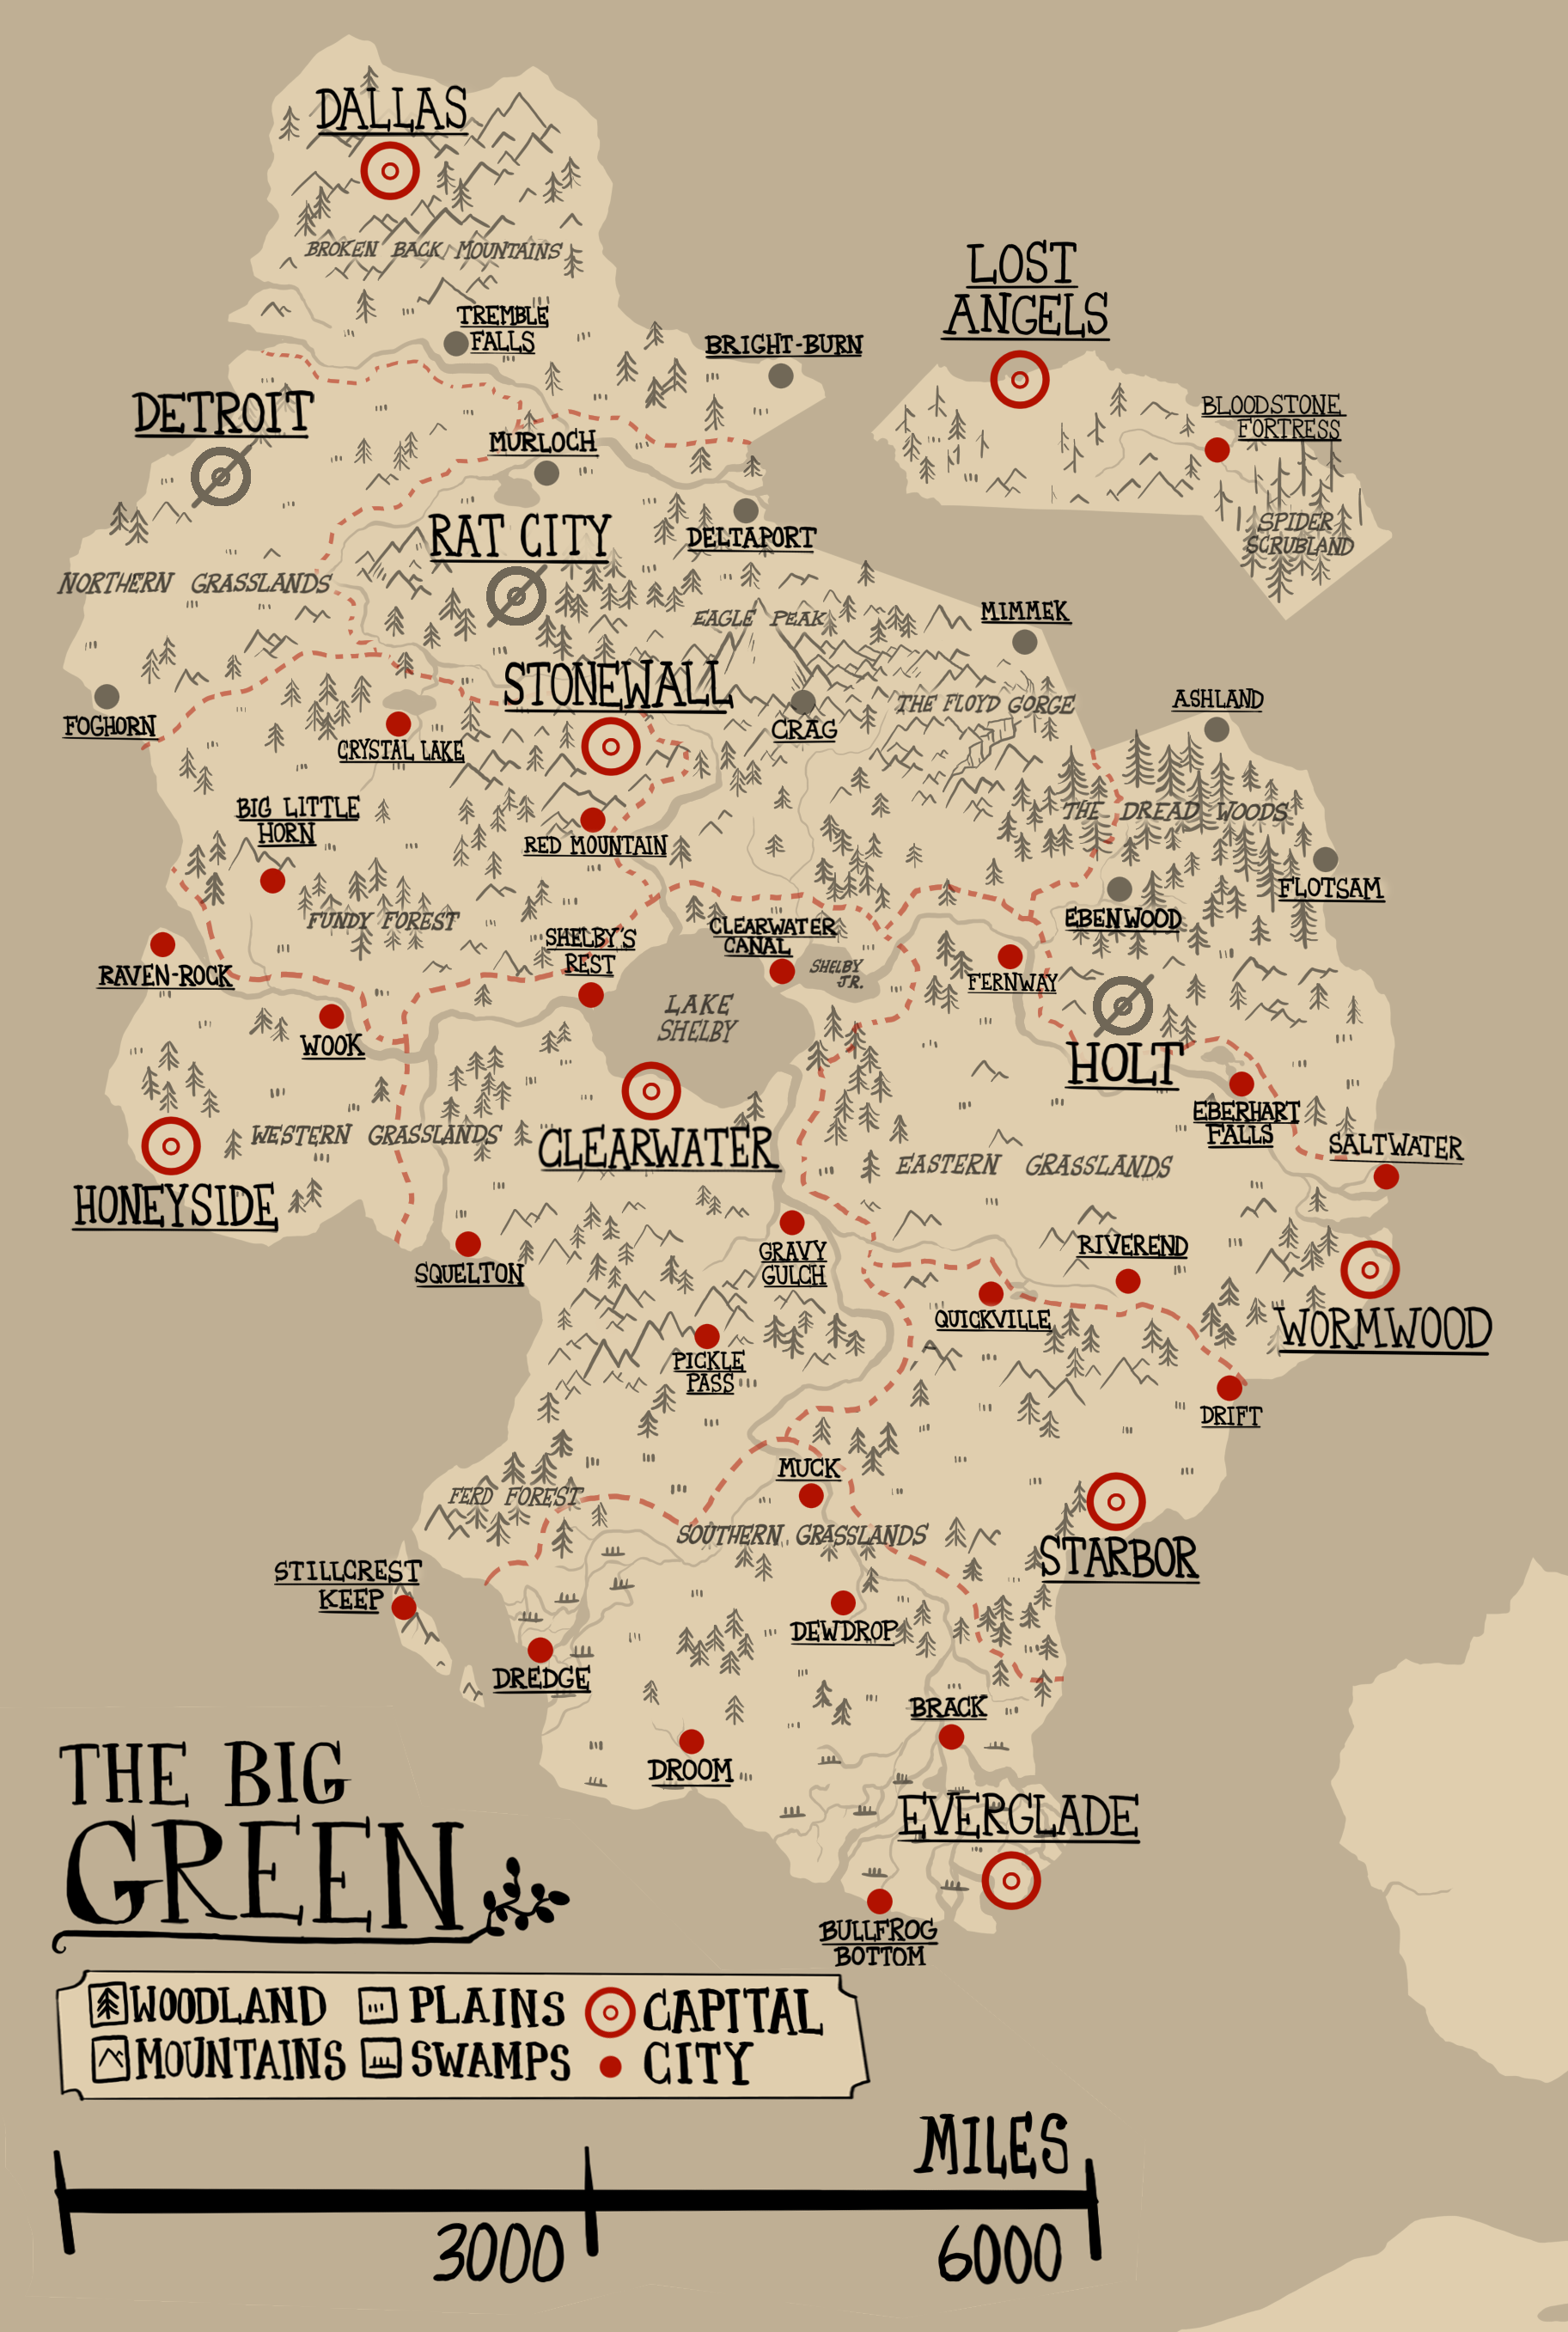 DALLAS
BROKEN BACK MOUNTAINS
LOST
ANGELS
TREMBLE
FALLS
BRIGHT-BURN
DETROIT
BLOODSTONE
FORTRESS
MURLOCH
RAT CITY
DELTAPORT
SPIDER
SCRUBLAND
NORTHERN GRASSLANDS
EAGLE PEAK
MIMMEK
STONEWALL
THE FLOYD GORGE
ASHLAND
FOGHORN
CRYSTAL LAKE
CRAG
BIG LITTLE
HORN
THE DREAD WOODS
RED MOUNTAIN
FLOTSAM
FUNDY FOREST
EBENWOOD
SHELBY'S
REST
CLEARWATER
CANAL
SHELBY
JR.
RAVEN-ROCK
FERNWAY
LAKE
SHELBY
WOOK
HOLT
EBERHART
FALLS
WESTERN GRASSLANDS
CLEARWATER
SALTWATER
EASTERN GRASSLANDS
HONEYSIDE
GRAVY
GULCH
RIVEREND
SQUELTON
QUICKVILLE
WORMWOOD
PICKLE
PASS
DRIFT
MUCK
FERD FOREST
SOUTHERN GRASSLANDS
STARBOR
STILLCREST
KEEP
DEWDROP
DREDGE
BRACK
DROOM
EVERGLADE
BULLFROG
BOTTOM
THE BIG
GREEN
WOODLAND PLAINS CAPITAL
MOUNTAINS SWAMPS CITY
MILES
3000 6000